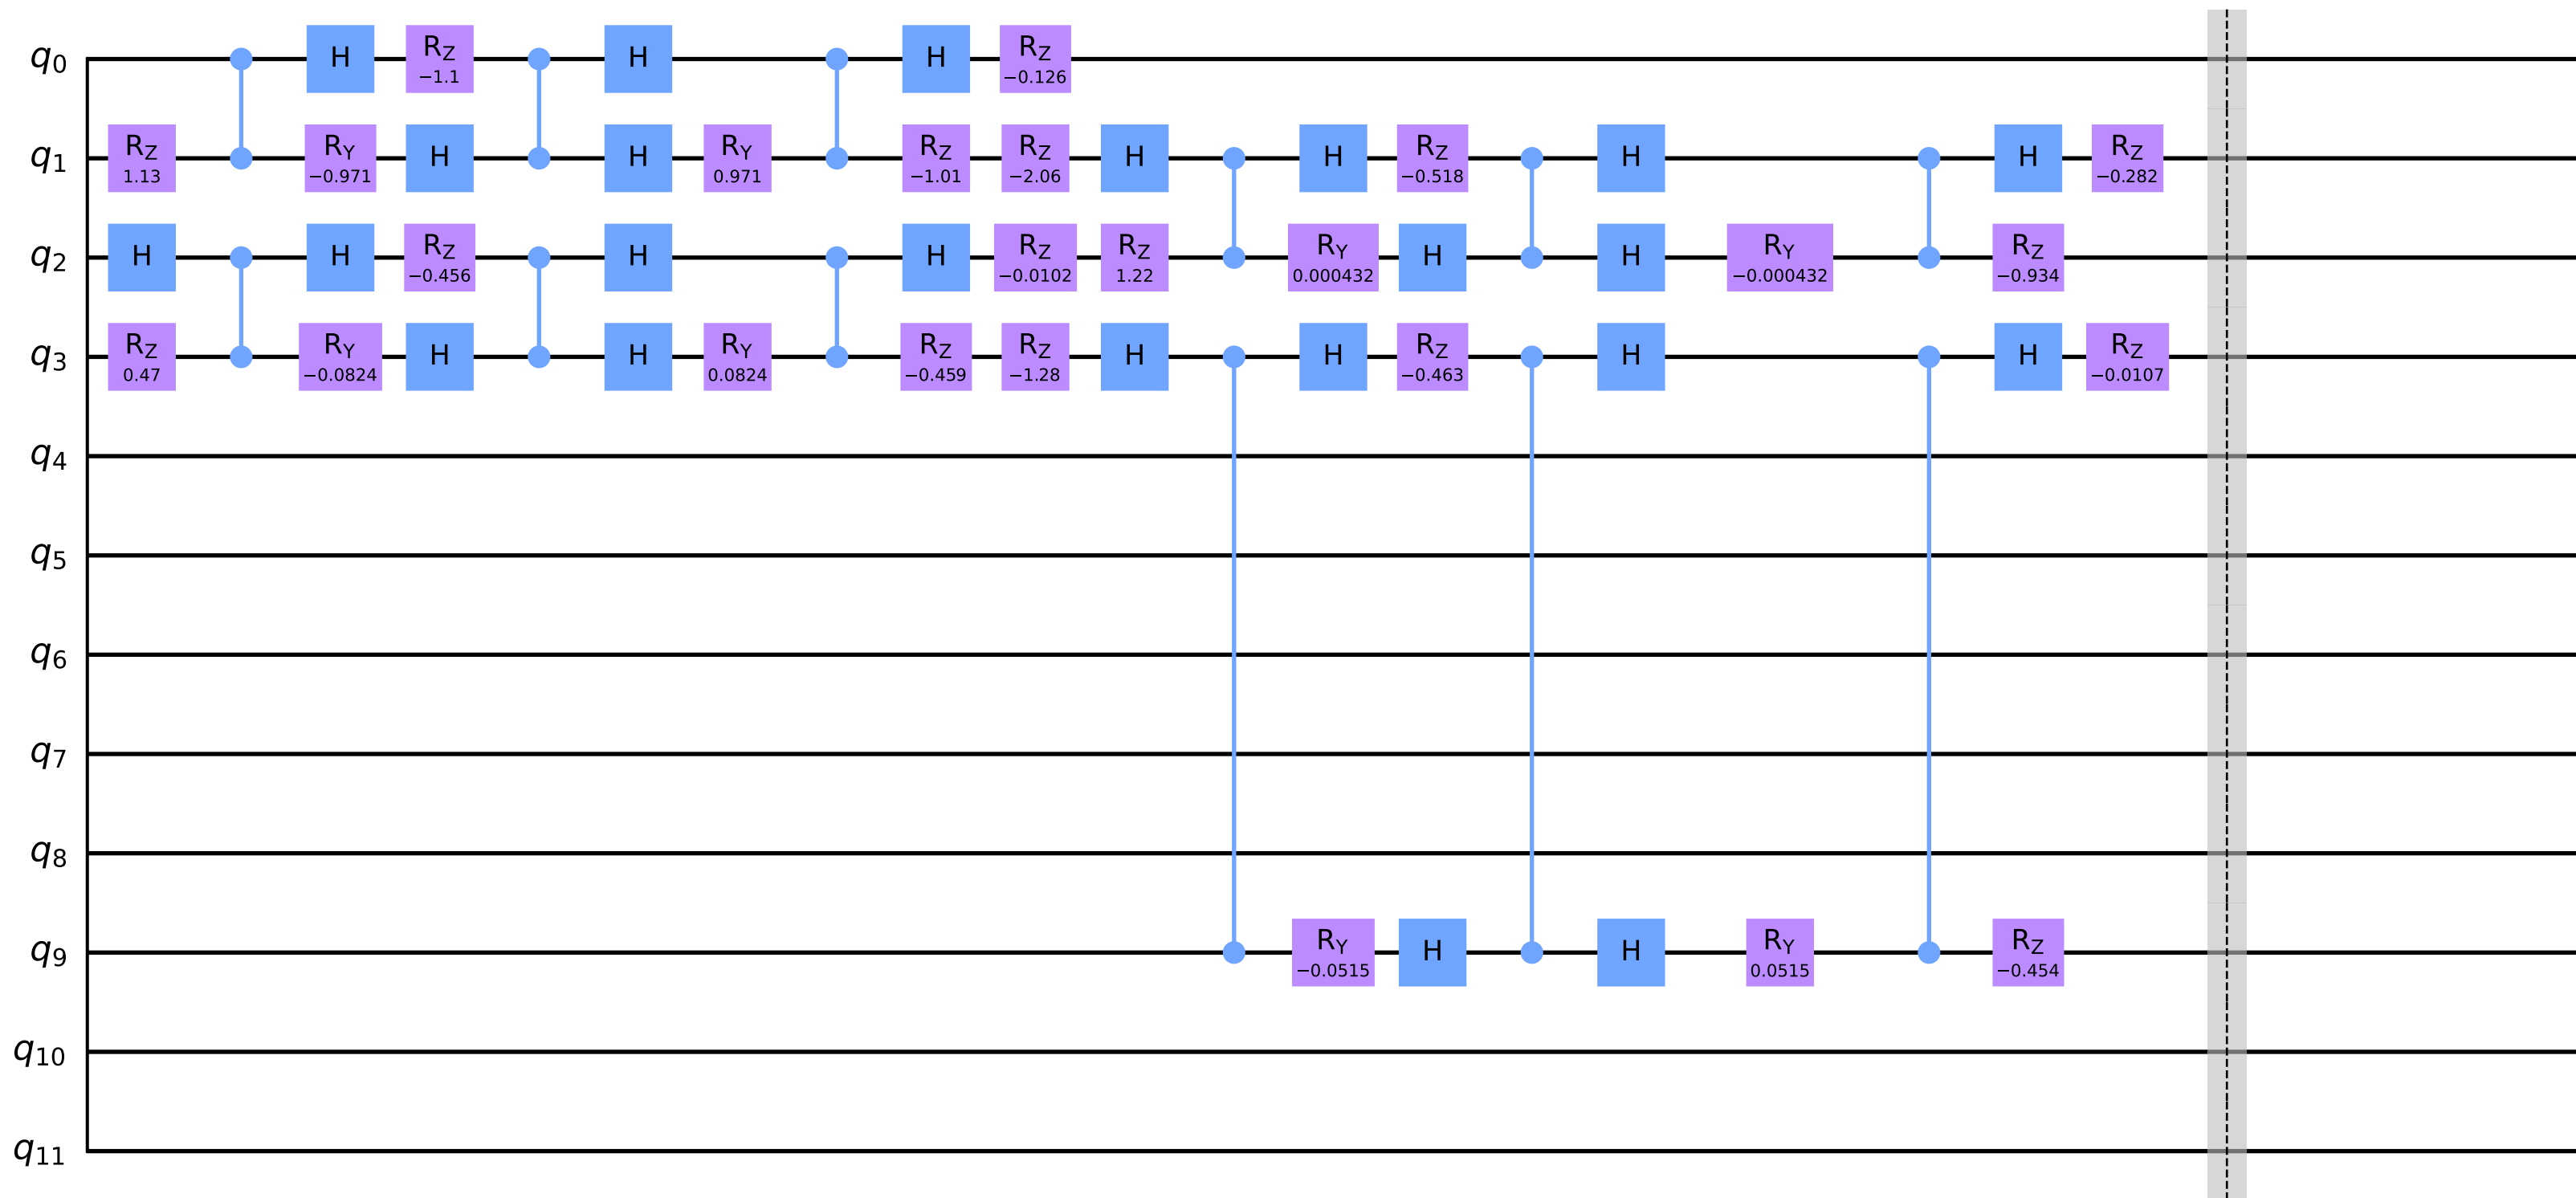 q0 H RZ −1.1 H H RZ −0.126
q1 RZ 1.13 RY −0.971 H H RY 0.971 RZ −1.01 RZ −2.06 H H RZ −0.518 H H RZ −0.282
q2 H H RZ −0.456 H H RZ −0.0102 RZ 1.22 RY 0.000432 H H RY −0.000432 RZ −0.934
q3 RZ 0.47 RY −0.0824 H H RY 0.0824 RZ −0.459 RZ −1.28 H H RZ −0.463 H H RZ −0.0107
q4
q5
q6
q7
q8
q9 RY −0.0515 H H RY 0.0515 RZ −0.454
q10
q11